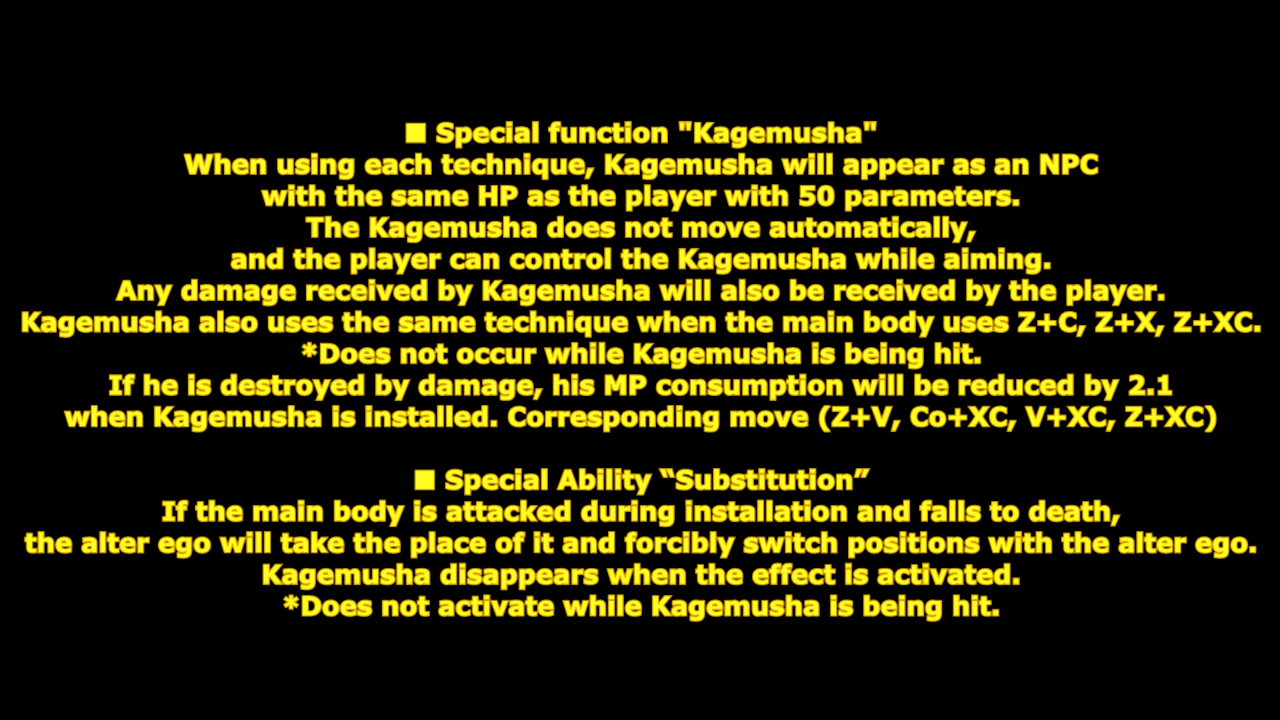 ■ Special function "Kagemusha"
When using each technique, Kagemusha will appear as an NPC
with the same HP as the player with 50 parameters.
The Kagemusha does not move automatically,
and the player can control the Kagemusha while aiming.
Any damage received by Kagemusha will also be received by the player.
Kagemusha also uses the same technique when the main body uses Z+C, Z+X, Z+XC.
*Does not occur while Kagemusha is being hit.
If he is destroyed by damage, his MP consumption will be reduced by 2.1
when Kagemusha is installed. Corresponding move (Z+V, Co+XC, V+XC, Z+XC)
■ Special Ability “Substitution”
If the main body is attacked during installation and falls to death,
the alter ego will take the place of it and forcibly switch positions with the alter ego.
Kagemusha disappears when the effect is activated.
*Does not activate while Kagemusha is being hit.